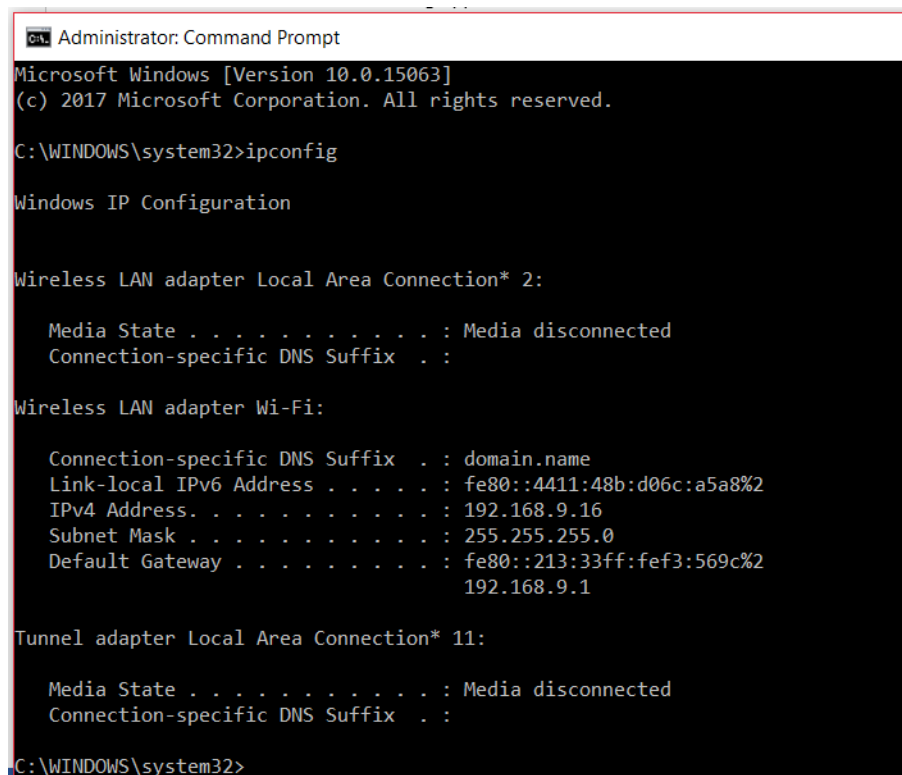 Administrator: Command Prompt
Microsoft Windows [Version 10.0.15063]
(c) 2017 Microsoft Corporation. All rights reserved.
C:\WINDOWS\system32>ipconfig
Windows IP Configuration
Wireless LAN adapter Local Area Connection* 2:
Media State . . . . . . . . . . . : Media disconnected
Connection-specific DNS Suffix  . :
Wireless LAN adapter Wi-Fi:
Connection-specific DNS Suffix  . : domain.name
Link-local IPv6 Address . . . . . : fe80::4411:48b:d06c:a5a8%2
IPv4 Address. . . . . . . . . . . : 192.168.9.16
Subnet Mask . . . . . . . . . . . : 255.255.255.0
Default Gateway . . . . . . . . . : fe80::213:33ff:fef3:569c%2
192.168.9.1
Tunnel adapter Local Area Connection* 11:
Media State . . . . . . . . . . . : Media disconnected
Connection-specific DNS Suffix  . :
C:\WINDOWS\system32>